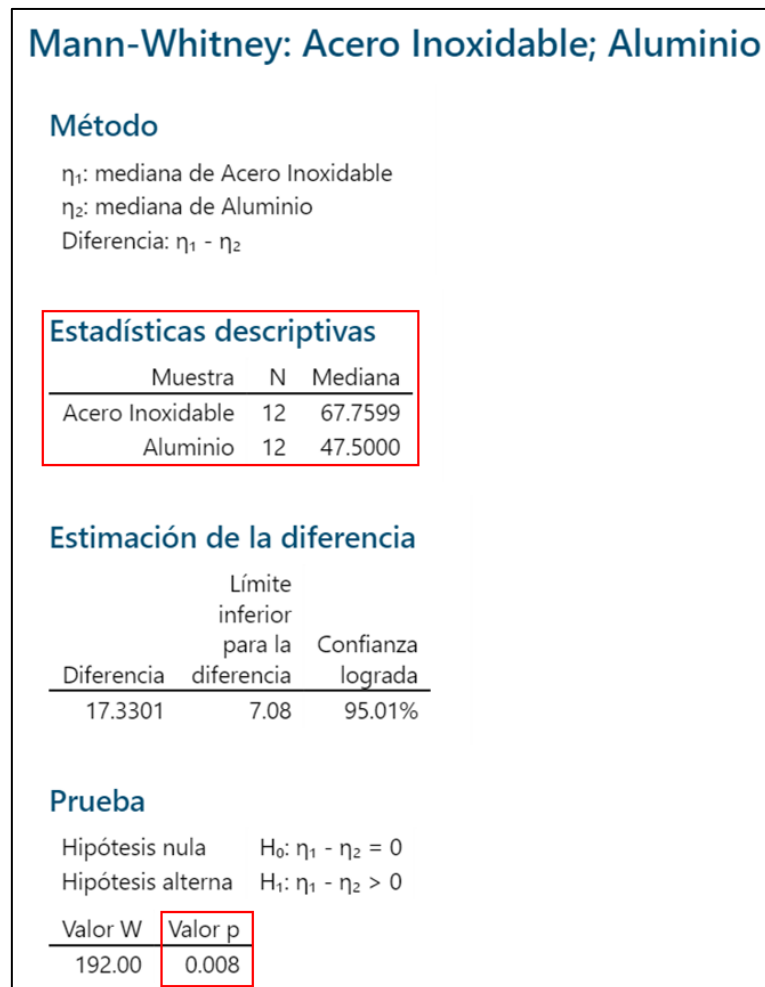 Mann-Whitney: Acero Inoxidable; Aluminio
Método
η₁: mediana de Acero Inoxidable
η₂: mediana de Aluminio
Diferencia: η₁ - η₂
Estadísticas descriptivas
Muestra N Mediana
Acero Inoxidable 12 67.7599
Aluminio 12 47.5000
Estimación de la diferencia
Límite
inferior
para la Confianza
Diferencia diferencia lograda
17.3301 7.08 95.01%
Prueba
Hipótesis nula H₀: η₁ - η₂ = 0
Hipótesis alterna H₁: η₁ - η₂ > 0
Valor W Valor p
192.00 0.008